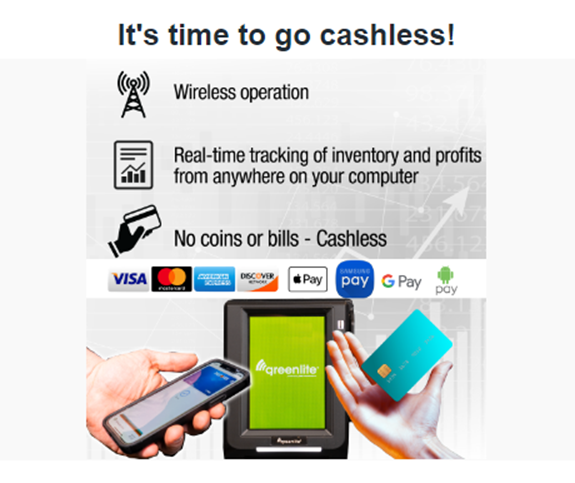 It's time to go cashless!
Wireless operation
Real-time tracking of inventory and profits
from anywhere on your computer
No coins or bills - Cashless
VISA
mastercard
AMERICAN
EXPRESS
DISCOVER
NETWORK
Pay
SAMSUNG
pay
G Pay
pay
greenlite
greenlite